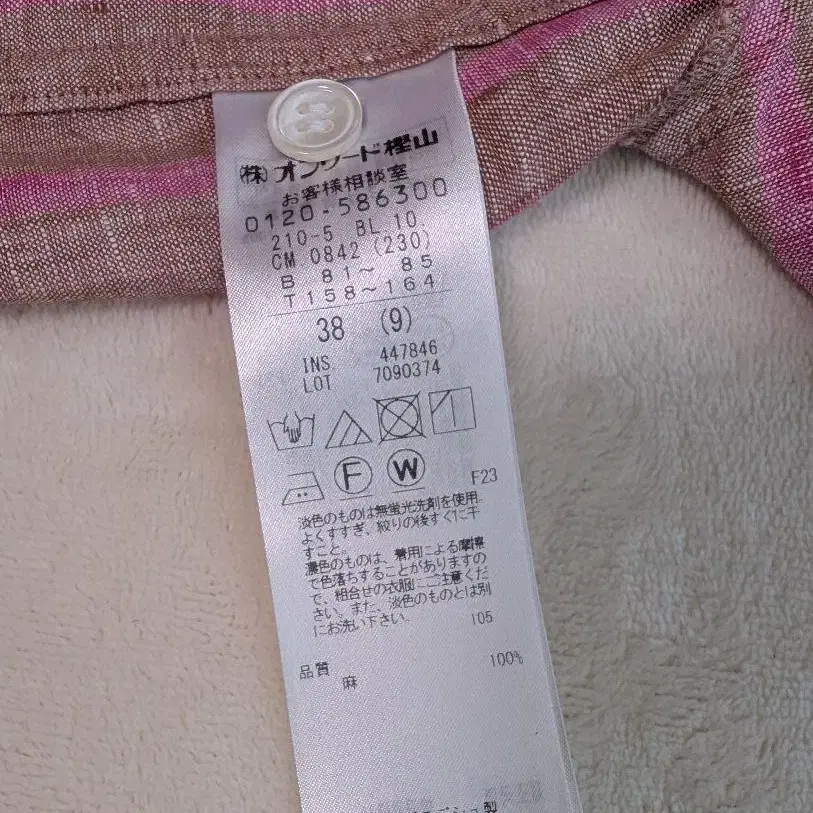 (株)オンワード樫山
お客様相談室
0120-586300
210-5 BL 10.
CM 0842 (230)
B 81～ 85
T 158～164
38 (9)
INS 447846
LOT 7090374
F W
F23
淡色のものは無蛍光洗剤を使用
よくすすぎ、絞りの後すぐに干
すこと。
濃色のものは、着用による摩擦
で色落ちすることがありますの
で、組合せの衣服にご注意くだ
さい。また、淡色のものとは別
にお洗い下さい。 105
品質 100%
麻
デシュ製